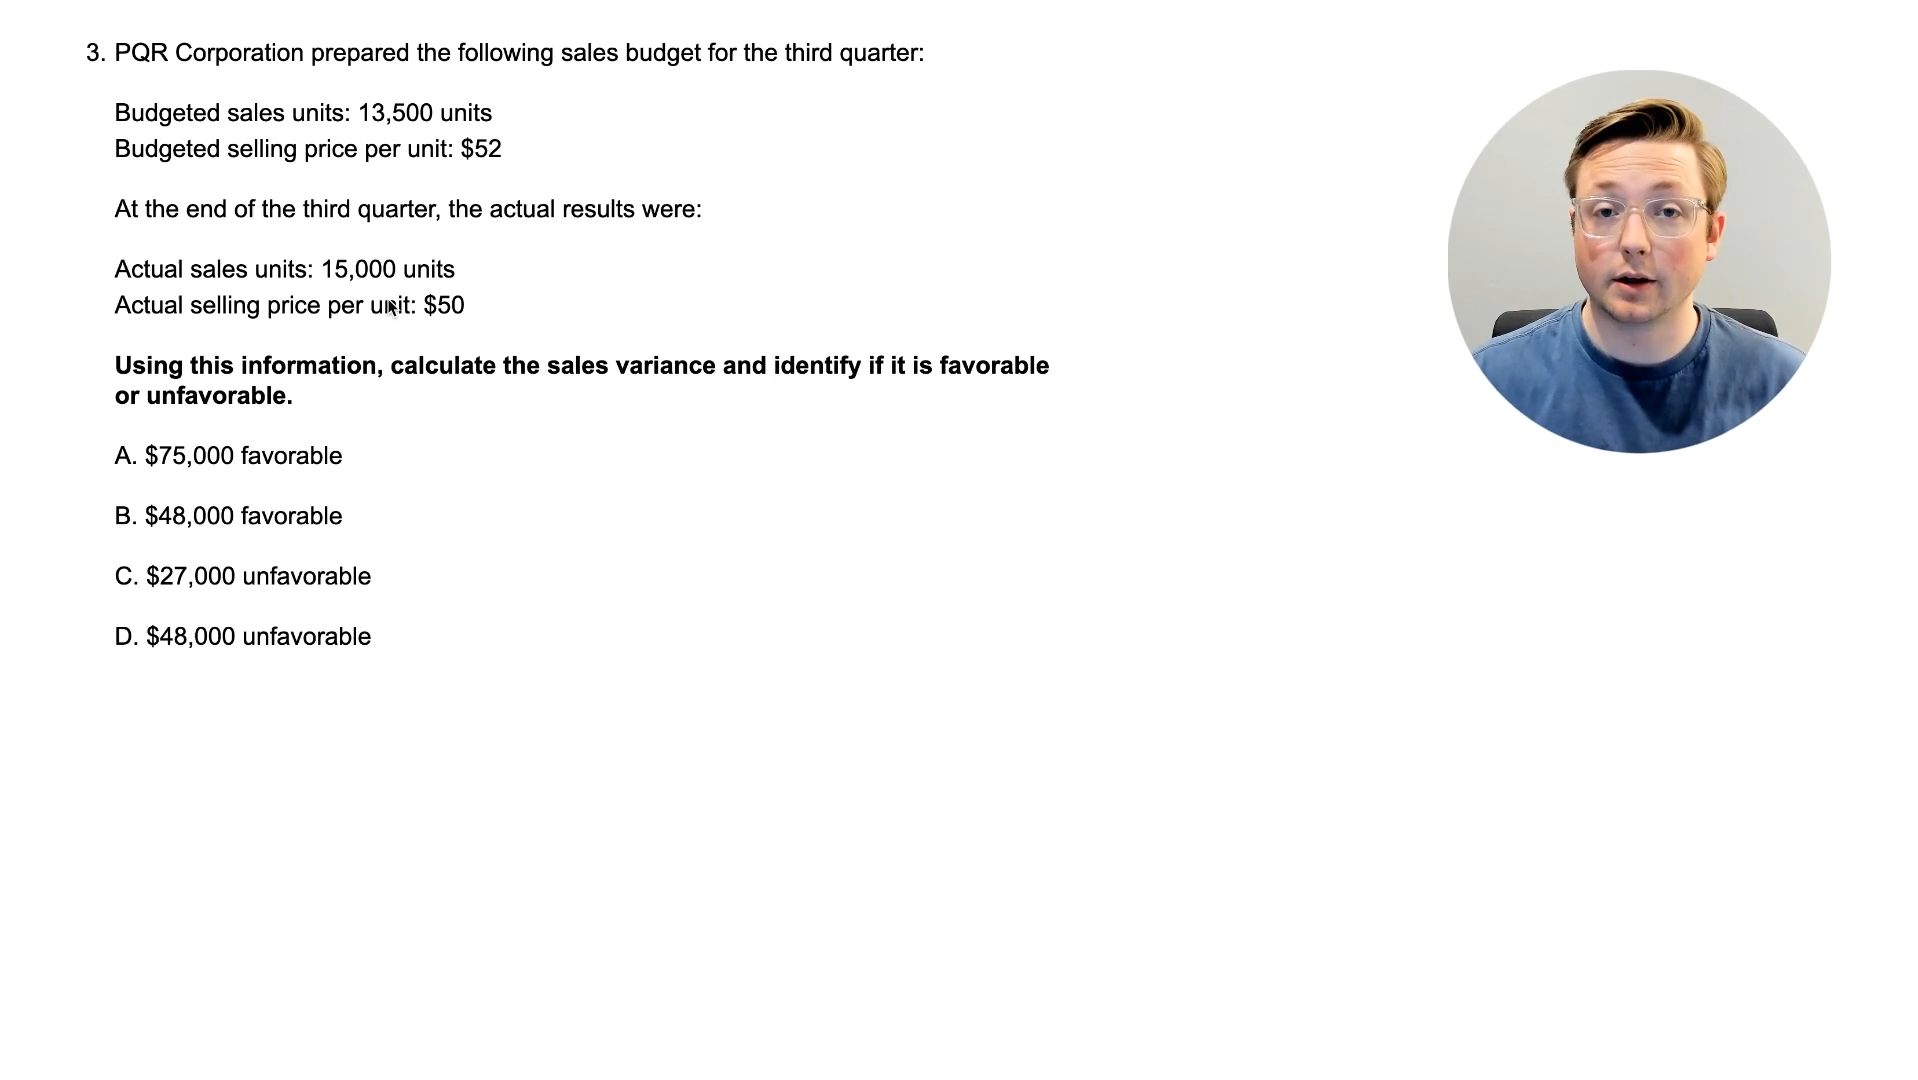 3. PQR Corporation prepared the following sales budget for the third quarter:
Budgeted sales units: 13,500 units
Budgeted selling price per unit: $52
At the end of the third quarter, the actual results were:
Actual sales units: 15,000 units
Actual selling price per unit: $50
Using this information, calculate the sales variance and identify if it is favorable
or unfavorable.
A. $75,000 favorable
B. $48,000 favorable
C. $27,000 unfavorable
D. $48,000 unfavorable